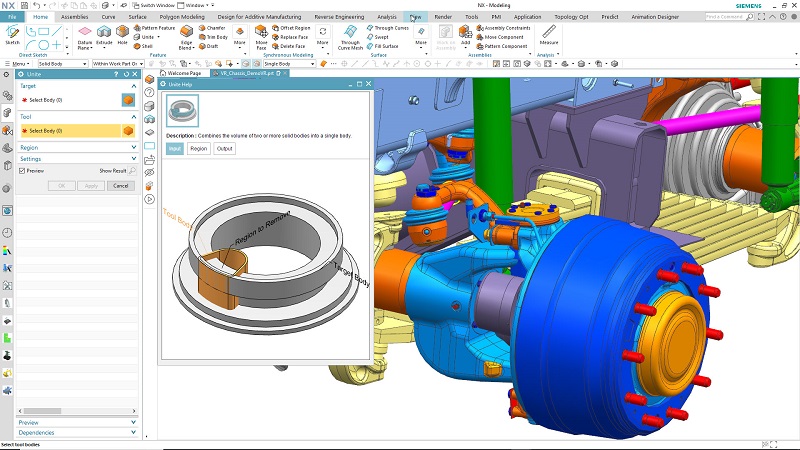 NX
Switch Window
Window
NX - Modeling
SIEMENS
File
Home
Assemblies
Curve
Surface
Polygon Modeling
Design for Additive Manufacturing
Reverse Engineering
Analysis
View
Render
Tools
PMI
Application
Topology Opt
Predict
Animation Designer
Find a Command
Sketch
Direct Sketch
Datum Plane
Extrude
Hole
Pattern Feature
Unite
Shell
Feature
Edge Blend
Draft
Chamfer
Trim Body
More
Move Face
Offset Region
Replace Face
Delete Face
More
Synchronous Modeling
Through Curve Mesh
Through Curves
Swept
Fill Surface
More
Surface
Add
Assembly Constraints
Move Component
Pattern Component
Assemblies
Measure
Analysis
Menu
Solid Body
Within Work Part O
Single Body
Unite
Target
Select Body (0)
Tool
Select Body (0)
Region
Settings
Preview
Show Result
OK
Apply
Cancel
Preview
Dependencies
Welcome Page
Unite Help
Description : Combines the volume of two or more solid bodies into a single body.
Input
Region
Output
Tool Body
Region to Remove
Target Body
Select tool bodies